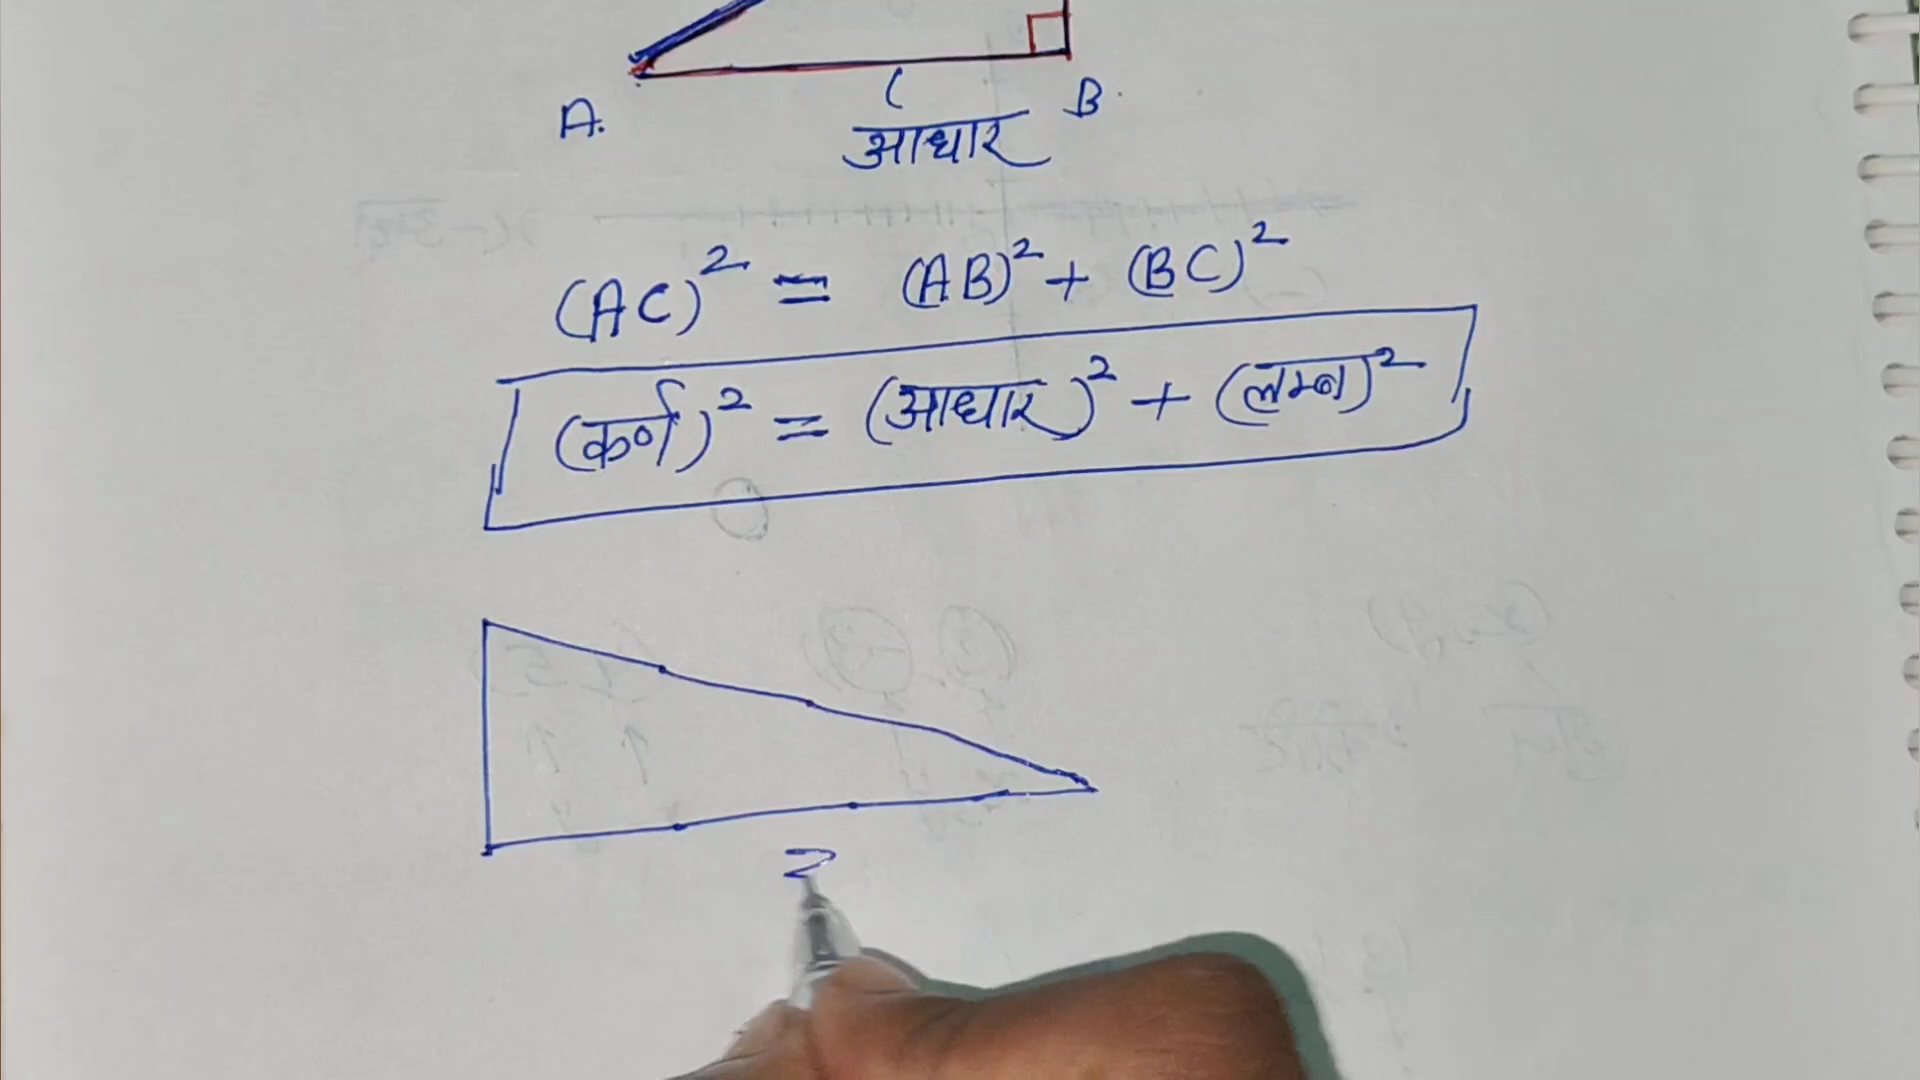 A. B
आधार
(AC)² = (AB)² + (BC)²
(कर्ण)² = (आधार)² + (लम्ब)²